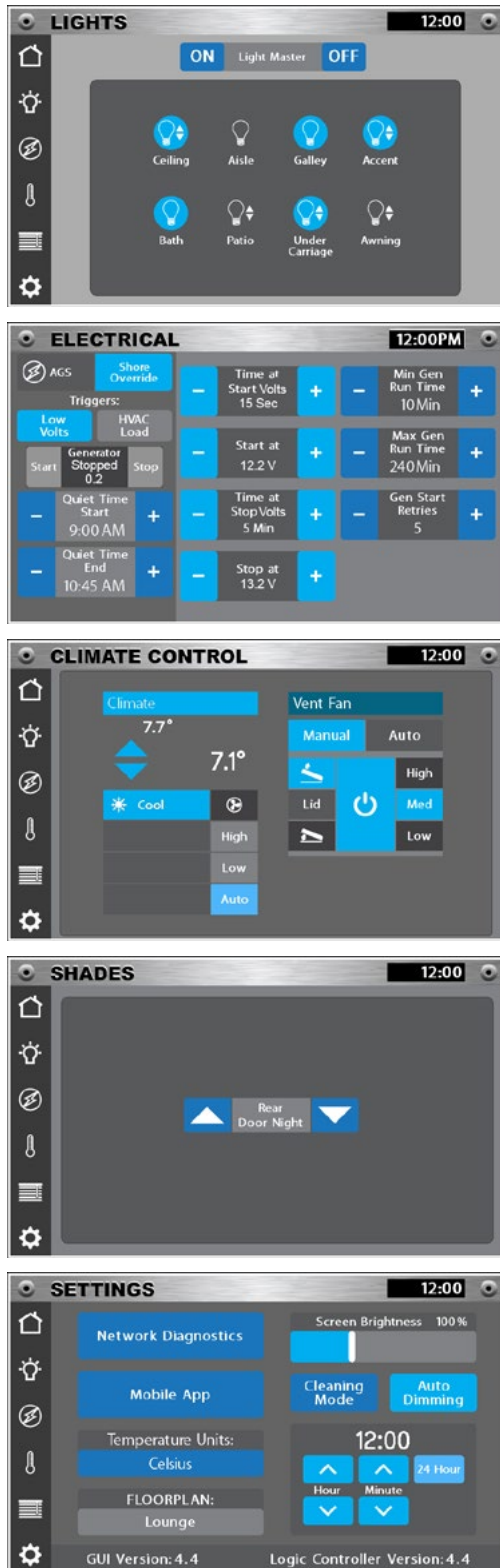 LIGHTS 12:00
ON Light Master OFF
Ceiling Aisle Galley Accent
Bath Patio Under Awning
Carriage
ELECTRICAL 12:00PM
AGS
Shore
Override
Triggers:
Low
Volts
HVAC
Load
Start
Generator
Stopped
0.2
Stop
–
Quiet Time
Start
9:00 AM
+
–
Quiet Time
End
10:45 AM
+
–
Time at
Start Volts
15 Sec
+
–
Start at
12.2 V
+
–
Time at
Stop Volts
5 Min
+
–
Stop at
13.2 V
+
–
Min Gen
Run Time
10 Min
+
–
Max Gen
Run Time
240 Min
+
–
Gen Start
Retries
5
+
CLIMATE CONTROL 12:00
Climate
7.7°
7.1°
Cool
High
Low
Auto
Vent Fan
Manual Auto
High
Lid Med
Low
SHADES 12:00
Rear
Door Night
SETTINGS 12:00
Network Diagnostics
Mobile App
Temperature Units:
Celsius
FLOORPLAN:
Lounge
Screen Brightness 100%
Cleaning
Mode
Auto
Dimming
12:00
24 Hour
Hour Minute
GUI Version: 4.4 Logic Controller Version: 4.4